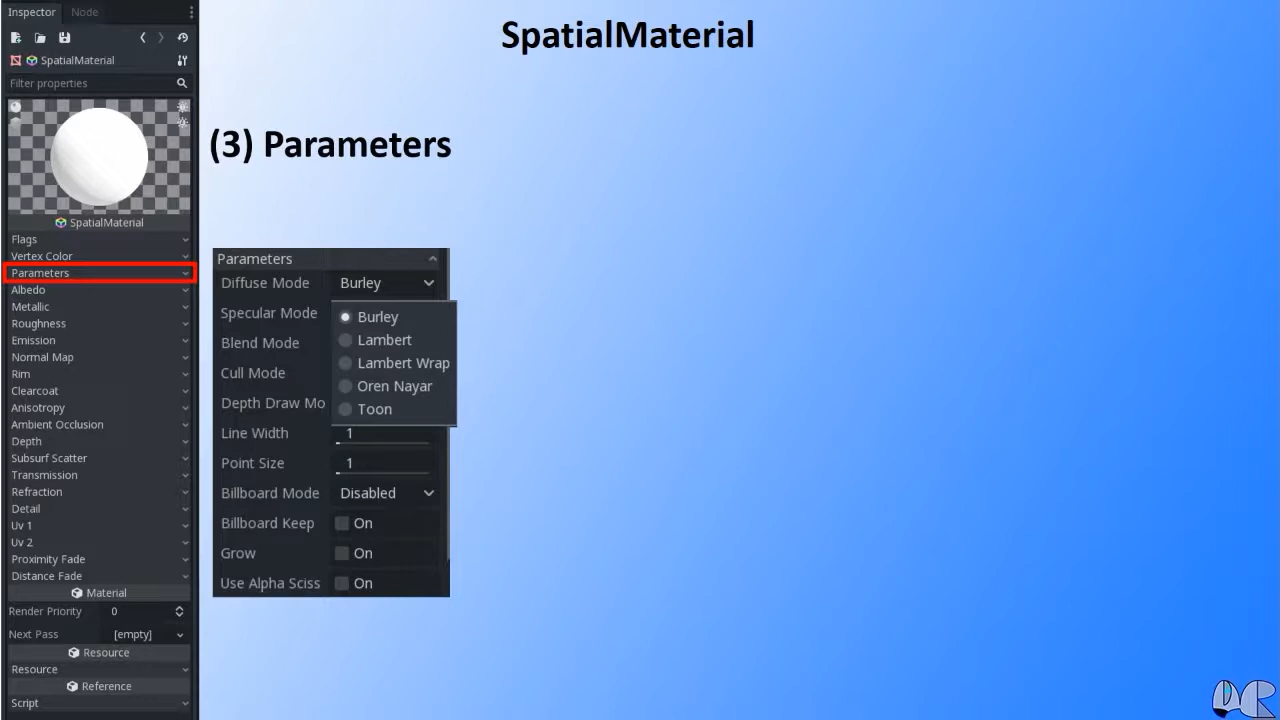 Inspector Node
SpatialMaterial
SpatialMaterial
Filter properties
(3) Parameters
SpatialMaterial
Flags
Vertex Color
Parameters
Albedo
Metallic
Roughness
Emission
Normal Map
Rim
Clearcoat
Anisotropy
Ambient Occlusion
Depth
Subsurf Scatter
Transmission
Refraction
Detail
Uv 1
Uv 2
Proximity Fade
Distance Fade
Material
Render Priority 0
Next Pass [empty]
Resource
Resource
Reference
Script
Parameters
Diffuse Mode Burley
Specular Mode
Blend Mode
Cull Mode
Depth Draw Mo
Burley
Lambert
Lambert Wrap
Oren Nayar
Toon
Line Width 1
Point Size 1
Billboard Mode Disabled
Billboard Keep On
Grow On
Use Alpha Sciss On